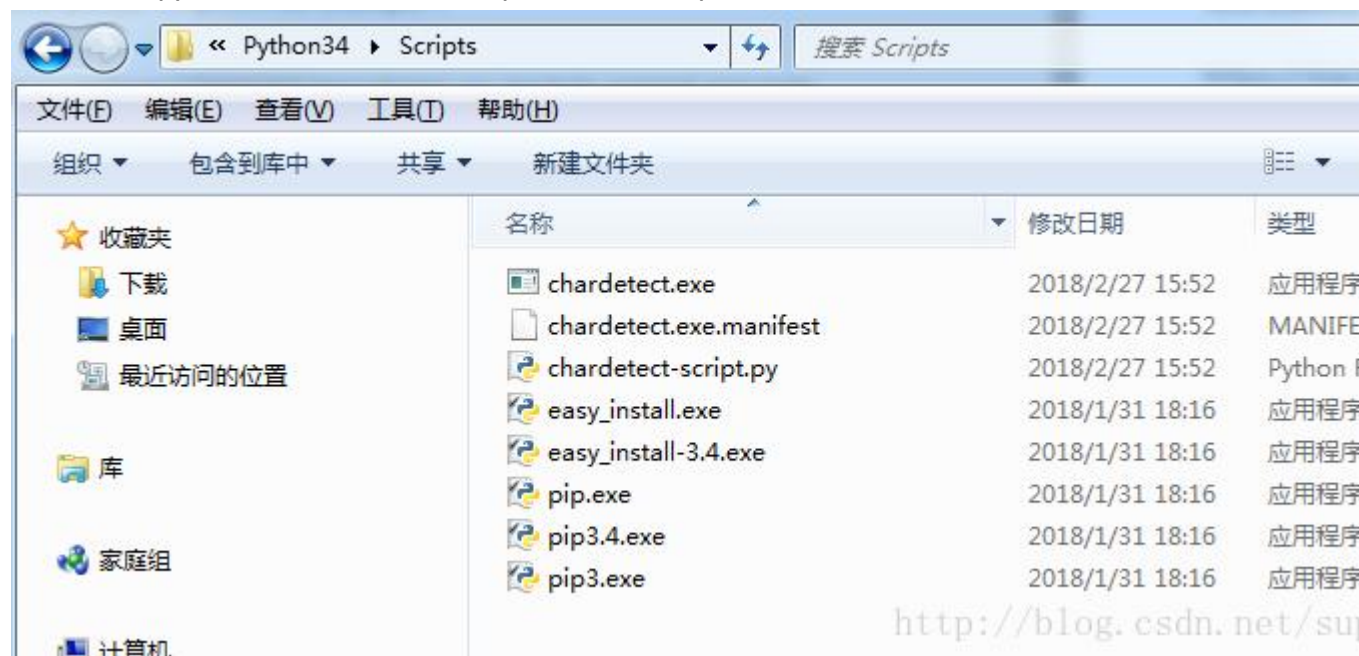 « Python34 ▸ Scripts 搜索 Scripts
文件(F) 编辑(E) 查看(V) 工具(T) 帮助(H)
组织 包含到库中 共享 新建文件夹
名称 修改日期 类型
收藏夹
下载
桌面
最近访问的位置
库
家庭组
计算机
chardetect.exe 2018/2/27 15:52 应用程序
chardetect.exe.manifest 2018/2/27 15:52 MANIFE
chardetect-script.py 2018/2/27 15:52 Python
easy_install.exe 2018/1/31 18:16 应用程序
easy_install-3.4.exe 2018/1/31 18:16 应用程序
pip.exe 2018/1/31 18:16 应用程序
pip3.4.exe 2018/1/31 18:16 应用程序
pip3.exe 2018/1/31 18:16 应用程序
http://blog.csdn.net/su